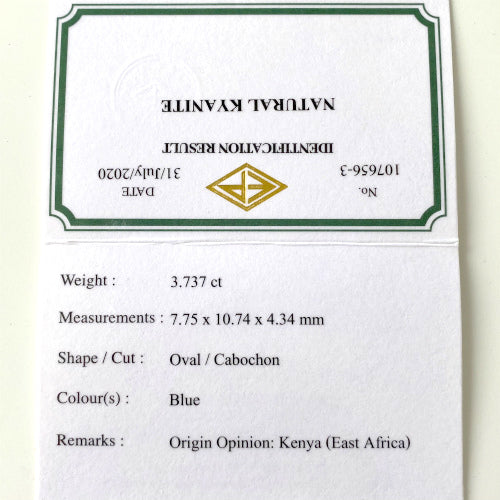 No. 107656-3
DATE 31/July/2020
IDENTIFICATION RESULT
NATURAL KYANITE
Weight : 3.737 ct
Measurements : 7.75 x 10.74 x 4.34 mm
Shape / Cut : Oval / Cabochon
Colour(s) : Blue
Remarks : Origin Opinion: Kenya (East Africa)